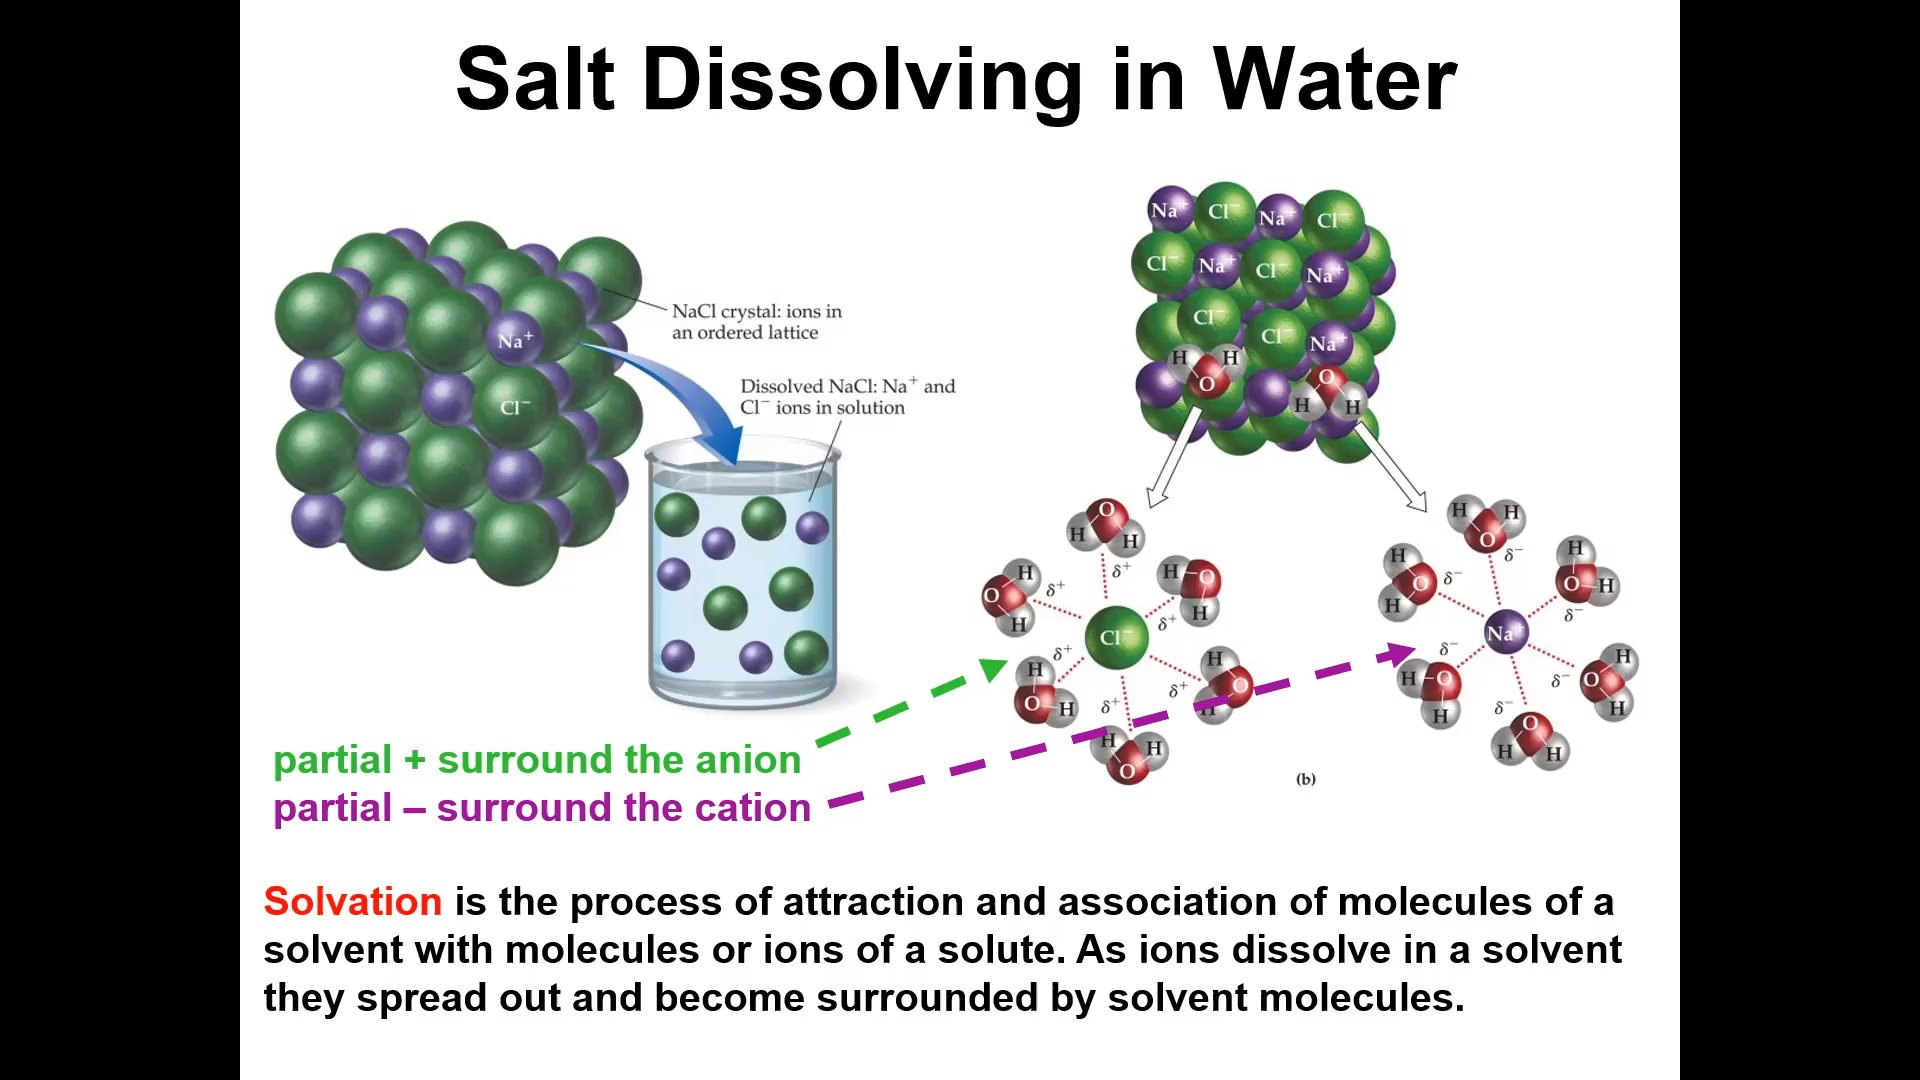 Salt Dissolving in Water
NaCl crystal: ions in
an ordered lattice
Na⁺
Cl⁻
Dissolved NaCl: Na⁺ and
Cl⁻ ions in solution
Na⁺ Cl⁻ Na⁺ Cl⁻
Cl⁻ Na⁺ Cl⁻ Na⁺
Cl⁻ Cl⁻ Na⁺
H H O
O H H
O H H δ⁺
O H H δ⁺
H O H δ⁺
Cl⁻
H O H δ⁺
H O H δ⁺
H H O δ⁺
H H O δ⁻
H O H δ⁻
H O H δ⁻
Na⁺
H O H δ⁻
H O H δ⁻
O H H δ⁻
(b)
partial + surround the anion
partial – surround the cation
Solvation is the process of attraction and association of molecules of a
solvent with molecules or ions of a solute. As ions dissolve in a solvent
they spread out and become surrounded by solvent molecules.